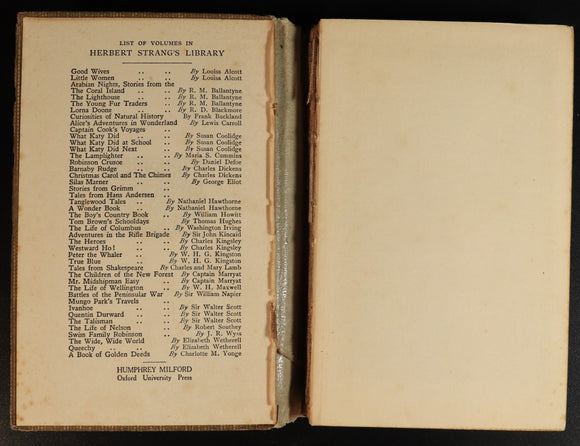 LIST OF VOLUMES IN
HERBERT STRANG'S LIBRARY
Good Wives .. .. By Louisa Alcott
Little Women .. .. By Louisa Alcott
Arabian Nights, Stories from the
The Coral Island .. .. By R. M. Ballantyne
The Lighthouse .. .. By R. M. Ballantyne
The Young Fur Traders .. By R. M. Ballantyne
Lorna Doone .. .. By R. D. Blackmore
Curiosities of Natural History By Frank Buckland
Alice's Adventures in Wonderland By Lewis Carroll
Captain Cook's Voyages ..
What Katy Did .. .. By Susan Coolidge
What Katy Did at School .. By Susan Coolidge
What Katy Did Next .. By Susan Coolidge
The Lamplighter .. .. By Maria S. Cummins
Robinson Crusoe .. .. By Daniel Defoe
Barnaby Rudge .. .. By Charles Dickens
Christmas Carol and The Chimes By Charles Dickens
Silas Marner .. .. By George Eliot
Stories from Grimm ..
Tales from Hans Andersen ..
Tanglewood Tales .. By Nathaniel Hawthorne
A Wonder Book .. .. By Nathaniel Hawthorne
The Boy's Country Book .. By William Howitt
Tom Brown's Schooldays .. By Thomas Hughes
The Life of Columbus .. By Washington Irving
Adventures in the Rifle Brigade By Sir John Kincaid
The Heroes .. .. By Charles Kingsley
Westward Ho! .. .. By Charles Kingsley
Peter the Whaler .. .. By W. H. G. Kingston
True Blue .. .. By W. H. G. Kingston
Tales from Shakespeare By Charles and Mary Lamb
The Children of the New Forest By Captain Marryat
Mr. Midshipman Easy .. By Captain Marryat
The Life of Wellington .. By W. H. Maxwell
Battles of the Peninsular War By Sir William Napier
Mungo Park's Travels ..
Ivanhoe .. .. By Sir Walter Scott
Quentin Durward .. .. By Sir Walter Scott
The Talisman .. .. By Sir Walter Scott
The Life of Nelson .. By Robert Southey
Swiss Family Robinson .. By J. R. Wyss
The Wide, Wide World By Elizabeth Wetherell
Queechy .. .. By Elizabeth Wetherell
A Book of Golden Deeds By Charlotte M. Yonge
HUMPHREY MILFORD
Oxford University Press